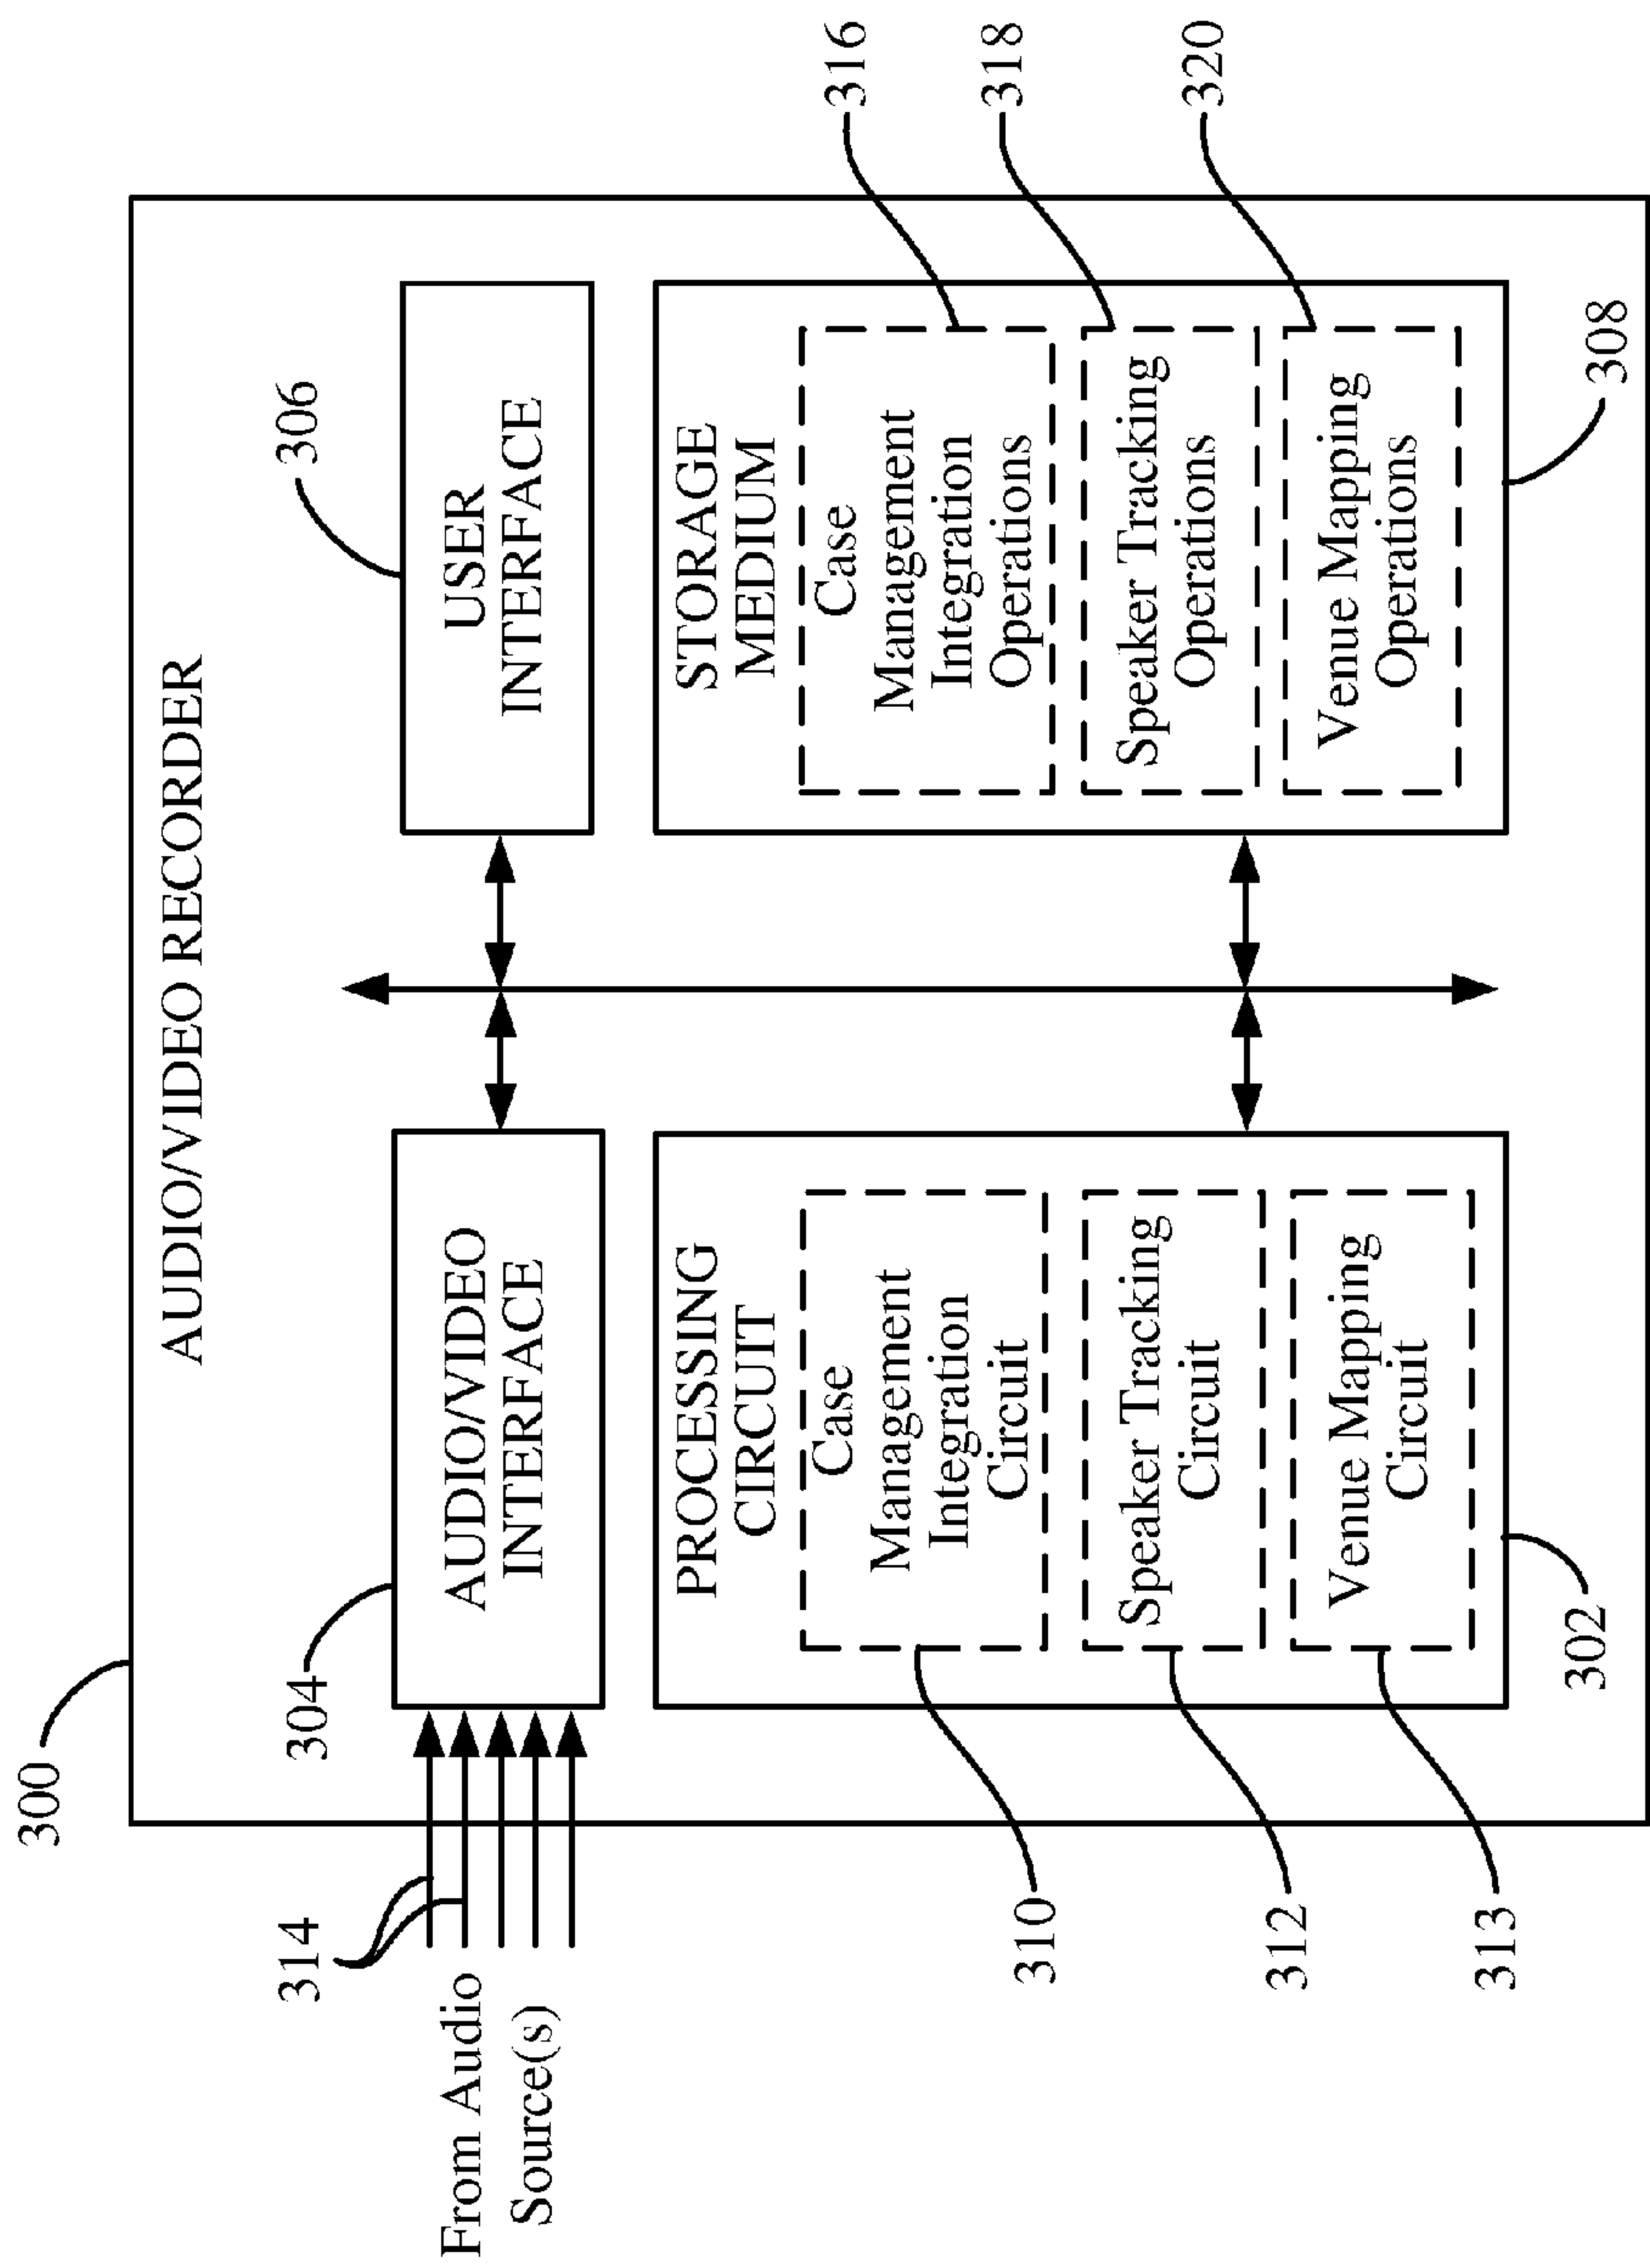 300
AUDIO/VIDEO RECORDER
314
From Audio
Source(s)
304
AUDIO/VIDEO
INTERFACE
306
USER
INTERFACE
PROCESSING
CIRCUIT
Case
Management
Integration
Circuit
Speaker Tracking
Circuit
Venue Mapping
Circuit
310
312
313
302
STORAGE
MEDIUM
Case
Management
Integration
Operations
Speaker Tracking
Operations
Venue Mapping
Operations
316
318
320
308